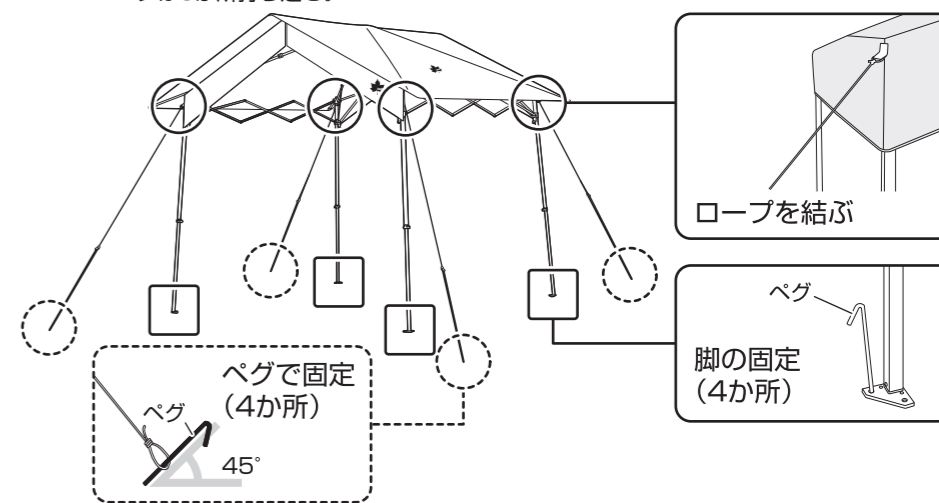 ロープを結ぶ
ペグ
脚の固定
（4か所）
ペグで固定
（4か所）
ペグ
45°